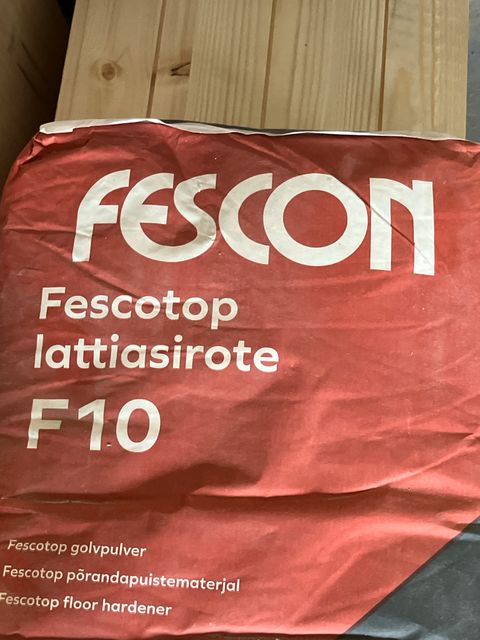 FESCON
Fescotop
lattiasirote
F10
Fescotop golvpulver
Fescotop põrandapuistematerjal
Fescotop floor hardener